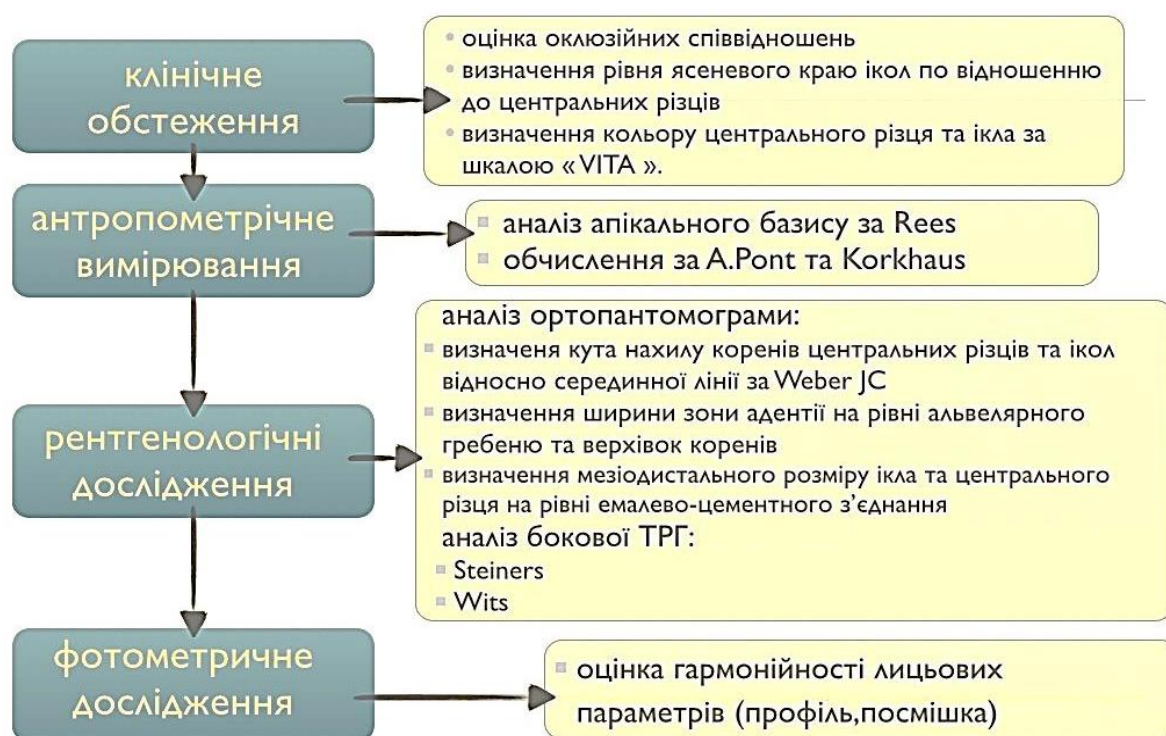 клінічне
обстеження
• оцінка оклюзійних співвідношень
• визначення рівня ясеневого краю ікол по відношенню
до центральних різців
• визначення кольору центрального різця та ікла за
шкалою « VITA ».
антропометрічне
вимірювання
▪ аналіз апікального базису за Rees
▪ обчислення за A.Pont та Korkhaus
рентгенологічні
дослідження
аналіз ортопантомограми:
▪ визначеня кута нахилу коренів центральних різців та ікол
відносно серединної лінії за Weber JC
▪ визначення ширини зони адентії на рівні альвелярного
гребеню та верхівок коренів
▪ визначення мезіодистального розміру ікла та центрального
різця на рівні емалево-цементного з’єднання
аналіз бокової ТРГ:
▪ Steiners
▪ Wits
фотометричне
дослідження
▪ оцінка гармонійності лицьових
параметрів (профіль,посмішка)